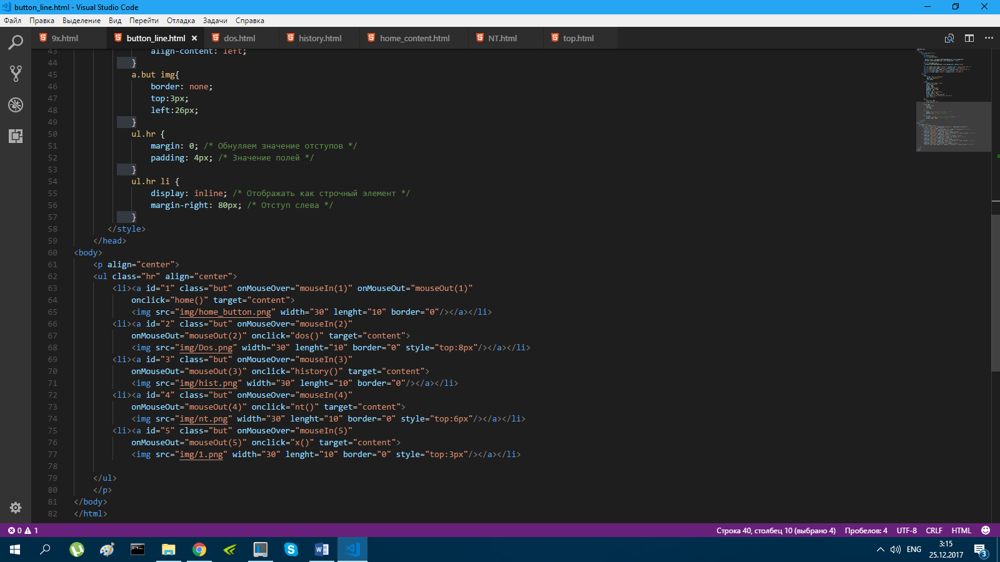 button_line.html - Visual Studio Code
Файл Правка Выделение Вид Перейти Отладка Задачи Справка
9x.html button_line.html dos.html history.html home_content.html NT.html top.html
43 align-content: left;
44 }
45 a.but img{
46 border: none;
47 top:3px;
48 left:26px;
49 }
50 ul.hr {
51 margin: 0; /* Обнуляем значение отступов */
52 padding: 4px; /* Значение полей */
53 }
54 ul.hr li {
55 display: inline; /* Отображать как строчный элемент */
56 margin-right: 80px; /* Отступ слева */
57 }
58 </style>
59 </head>
60 <body>
61 <p align="center">
62 <ul class="hr" align="center">
63 <li><a id="1" class="but" onMouseOver="mouseIn(1)" onMouseOut="mouseOut(1)"
64 onclick="home()" target="content">
65 <img src="img/home_button.png" width="30" lenght="10" border="0"/></a></li>
66 <li><a id="2" class="but" onMouseOver="mouseIn(2)"
67 onMouseOut="mouseOut(2)" onclick="dos()" target="content">
68 <img src="img/Dos.png" width="30" lenght="10" border="0" style="top:8px"/></a></li>
69 <li><a id="3" class="but" onMouseOver="mouseIn(3)"
70 onMouseOut="mouseOut(3)" onclick="history()" target="content">
71 <img src="img/hist.png" width="30" lenght="10" border="0"/></a></li>
72 <li><a id="4" class="but" onMouseOver="mouseIn(4)"
73 onMouseOut="mouseOut(4)" onclick="nt()" target="content">
74 <img src="img/nt.png" width="30" lenght="10" border="0" style="top:6px"/></a></li>
75 <li><a id="5" class="but" onMouseOver="mouseIn(5)"
76 onMouseOut="mouseOut(5)" onclick="x()" target="content">
77 <img src="img/1.png" width="30" lenght="10" border="0" style="top:3px"/></a></li>
78
79 </ul>
80 </p>
81 </body>
82 </html>
0 1 Строка 40, столбец 10 (выбрано 4) Пробелов: 4 UTF-8 CRLF HTML
ENG 3:15
25.12.2017 3